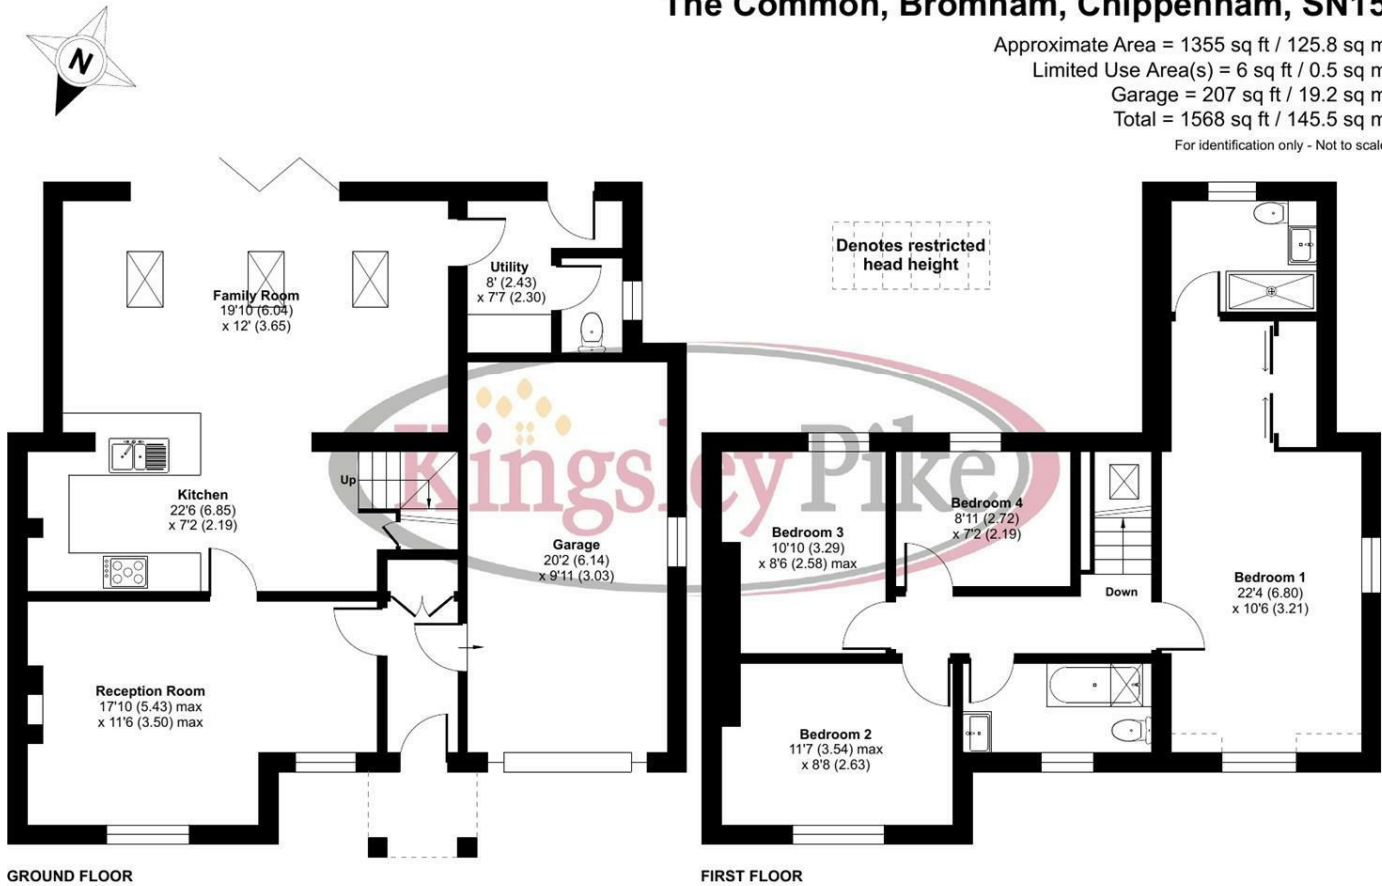 The Common, Bromham, Chippenham, SN15
Approximate Area = 1355 sq ft / 125.8 sq m
Limited Use Area(s) = 6 sq ft / 0.5 sq m
Garage = 207 sq ft / 19.2 sq m
Total = 1568 sq ft / 145.5 sq m
For identification only - Not to scale
N
Denotes restricted
head height
Utility
8' (2.43)
x 7'7 (2.30)
Family Room
19'10 (6.04)
x 12' (3.65)
Kingsley Pike
Up
Kitchen
22'6 (6.85)
x 7'2 (2.19)
Garage
20'2 (6.14)
x 9'11 (3.03)
Reception Room
17'10 (5.43) max
x 11'6 (3.50) max
Bedroom 4
8'11 (2.72)
x 7'2 (2.19)
Bedroom 3
10'10 (3.29)
x 8'6 (2.58) max
Down
Bedroom 1
22'4 (6.80)
x 10'6 (3.21)
Bedroom 2
11'7 (3.54) max
x 8'8 (2.63)
GROUND FLOOR
FIRST FLOOR